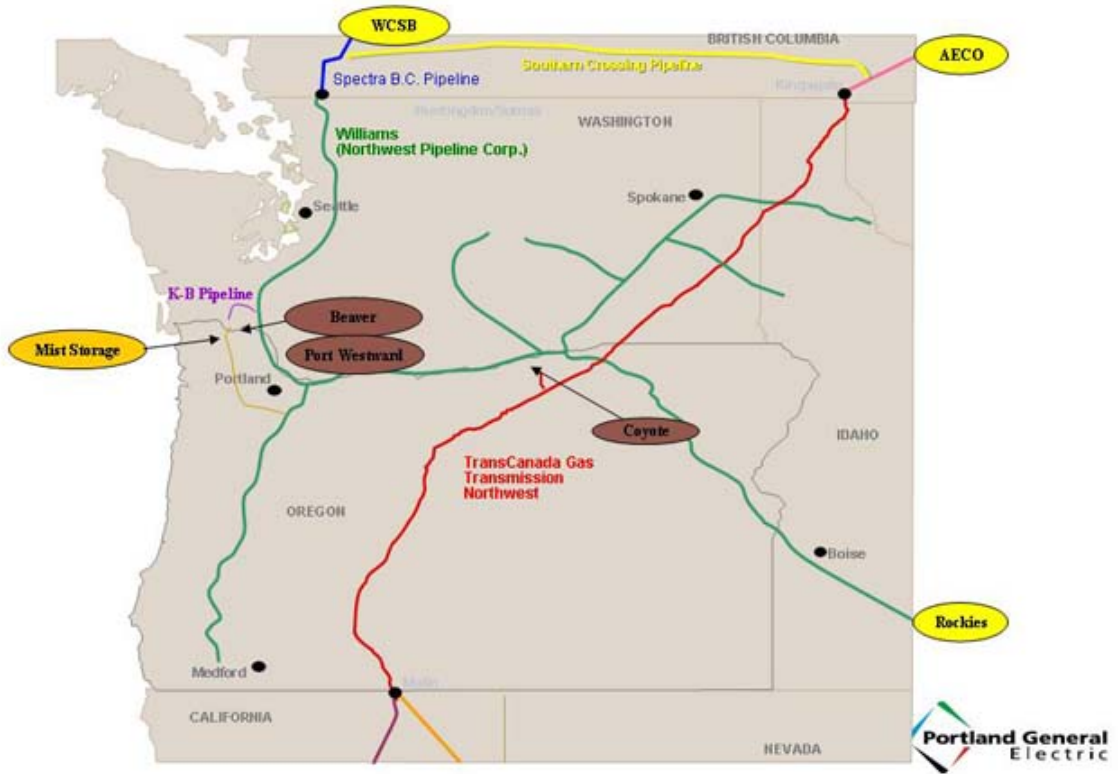 WCSB
BRITISH COLUMBIA
AECO
Southern Crossing Pipeline
Spectra B.C. Pipeline
Kingsgate
Huntingdon/Sumas
WASHINGTON
Williams
(Northwest Pipeline Corp.)
Spokane
Seattle
K-B Pipeline
Beaver
Mist Storage
Port Westward
Portland
Coyote
IDAHO
TransCanada Gas
Transmission
Northwest
OREGON
Boise
Rockies
Medford
Malin
CALIFORNIA
NEVADA
Portland General
Electric